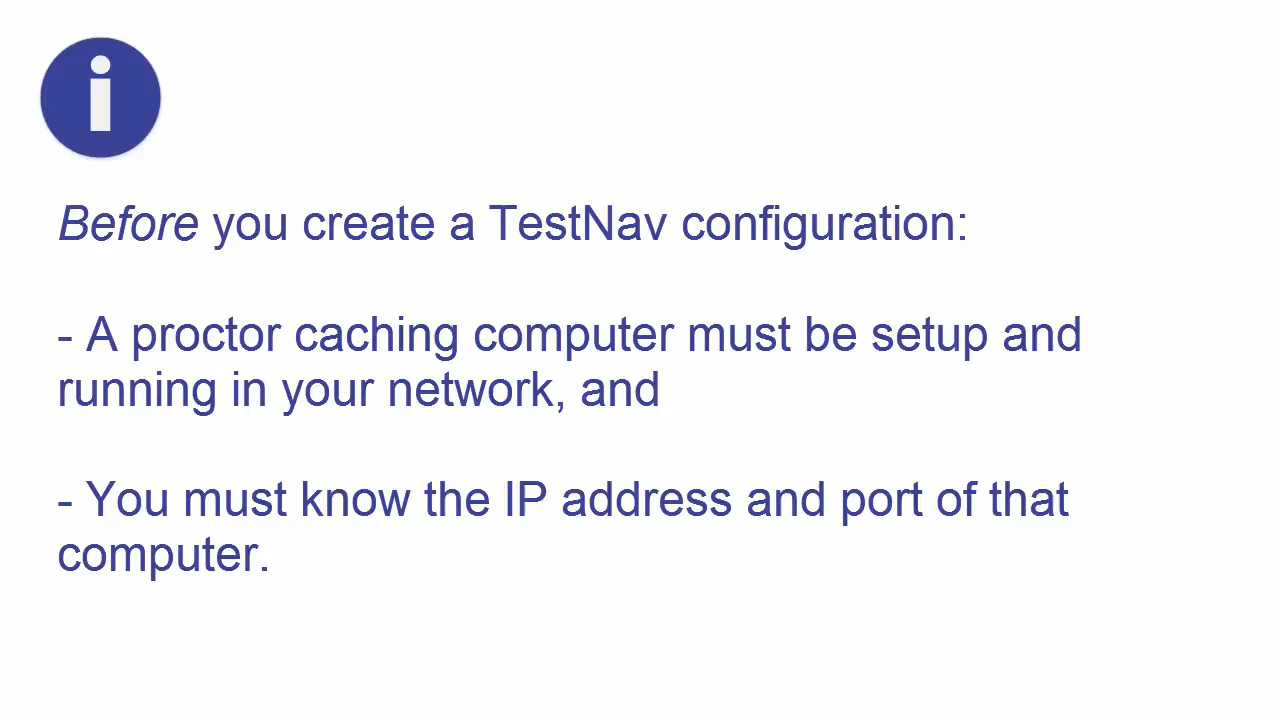 i
Before you create a TestNav configuration:
- A proctor caching computer must be setup and
running in your network, and
- You must know the IP address and port of that
computer.